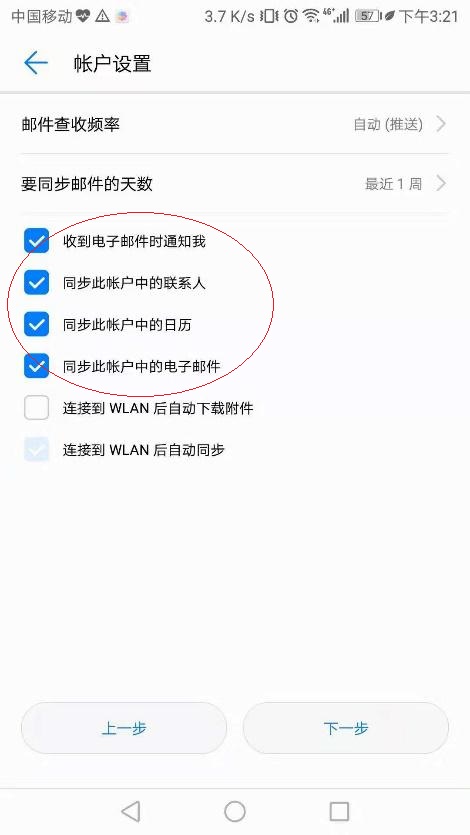 中国移动 3.7 K/s 4G+ 57 下午3:21
帐户设置
邮件查收频率 自动 (推送)
要同步邮件的天数 最近 1 周
收到电子邮件时通知我
同步此帐户中的联系人
同步此帐户中的日历
同步此帐户中的电子邮件
连接到 WLAN 后自动下载附件
连接到 WLAN 后自动同步
上一步 下一步